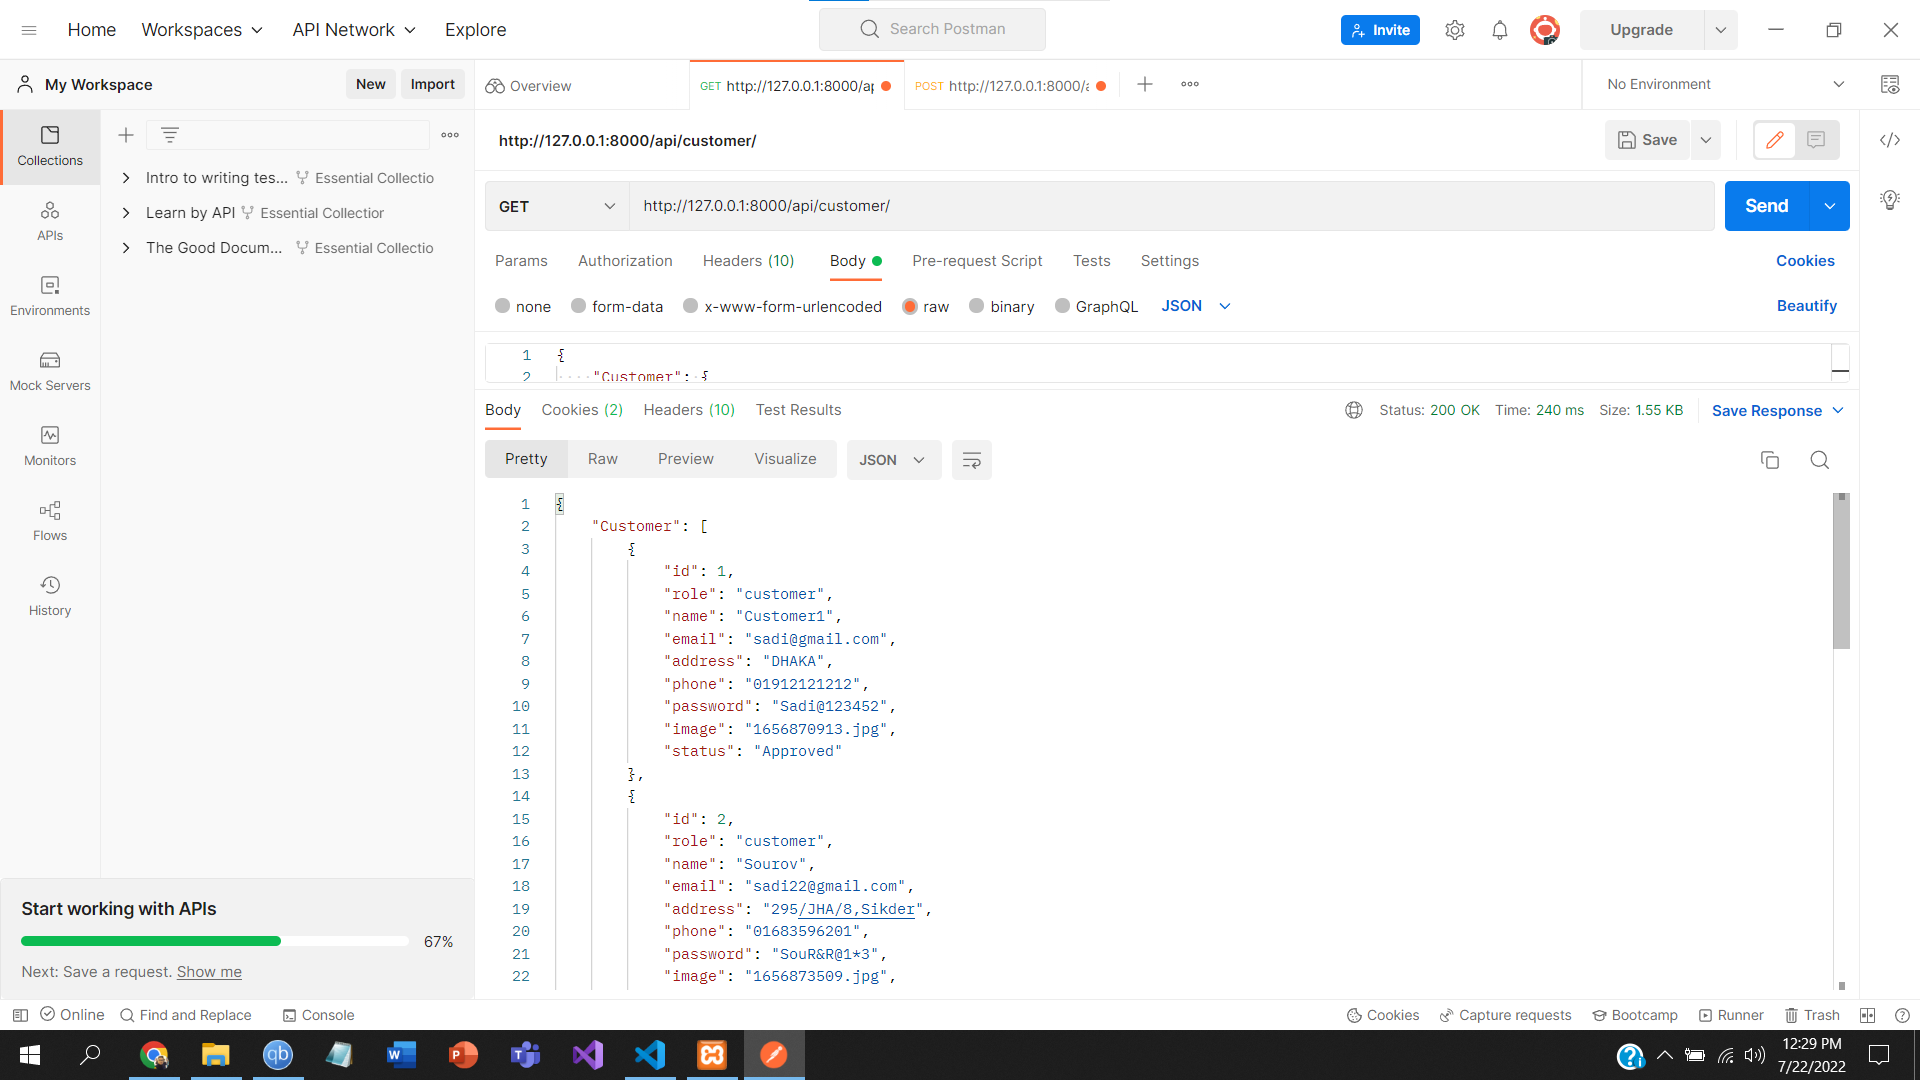 Home Workspaces API Network Explore Search Postman Invite Upgrade
My Workspace New Import Overview GET http://127.0.0.1:8000/ap POST http://127.0.0.1:8000/a No Environment
Collections
APIs
Environments
Mock Servers
Monitors
Flows
History
Intro to writing tes... Essential Collectio
Learn by API Essential Collection
The Good Docum... Essential Collectio
http://127.0.0.1:8000/api/customer/ Save
GET http://127.0.0.1:8000/api/customer/ Send
Params Authorization Headers (10) Body Pre-request Script Tests Settings Cookies
none form-data x-www-form-urlencoded raw binary GraphQL JSON Beautify
1 {
2 "Customer": {
Body Cookies (2) Headers (10) Test Results Status: 200 OK Time: 240 ms Size: 1.55 KB Save Response
Pretty Raw Preview Visualize JSON
1 {
2 "Customer": [
3 {
4 "id": 1,
5 "role": "customer",
6 "name": "Customer1",
7 "email": "sadi@gmail.com",
8 "address": "DHAKA",
9 "phone": "01912121212",
10 "password": "Sadi@123452",
11 "image": "1656870913.jpg",
12 "status": "Approved"
13 },
14 {
15 "id": 2,
16 "role": "customer",
17 "name": "Sourov",
18 "email": "sadi22@gmail.com",
19 "address": "295/JHA/8,Sikder",
20 "phone": "01683596201",
21 "password": "SouR&R@1*3",
22 "image": "1656873509.jpg",
Start working with APIs
67%
Next: Save a request. Show me
Online Find and Replace Console Cookies Capture requests Bootcamp Runner Trash
12:29 PM
7/22/2022